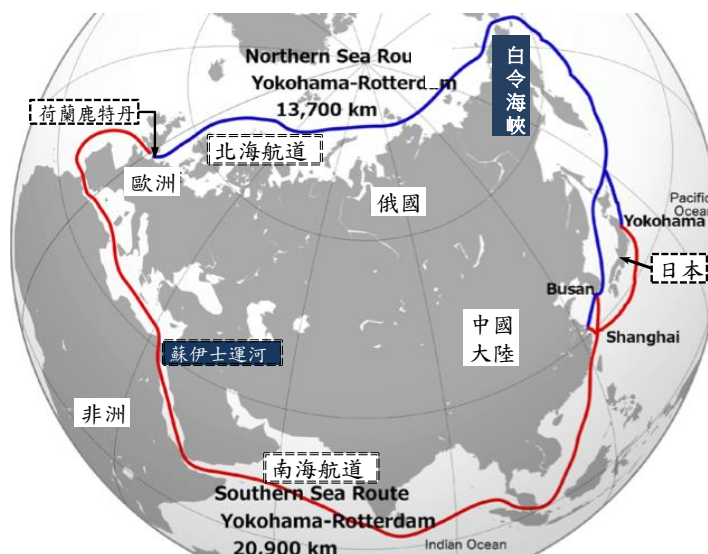 Northern Sea Rou
Yokohama-Rotterdam
13,700 km
白令海峽
荷蘭鹿特丹
北海航道
歐洲
俄國
Pacific
Ocean
Yokohama
日本
Busan
中國
大陸
Shanghai
蘇伊士運河
非洲
南海航道
Southern Sea Route
Yokohama-Rotterdam
20,900 km
Indian Ocean